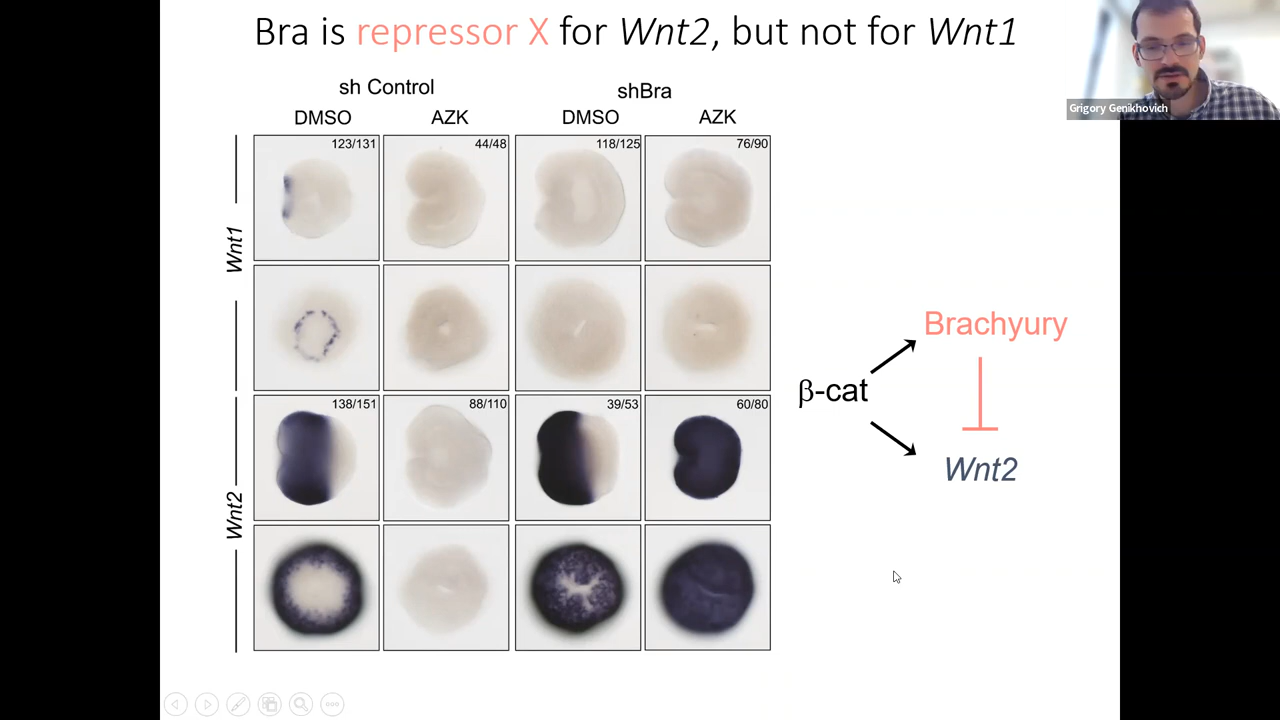 Bra is repressor X for Wnt2, but not for Wnt1
Grigory Genikhovich
sh Control
shBra
DMSO
AZK
DMSO
AZK
Wnt1
123/131
44/48
118/125
76/90
Wnt2
138/151
88/110
39/53
60/80
Brachyury
β-cat
Wnt2